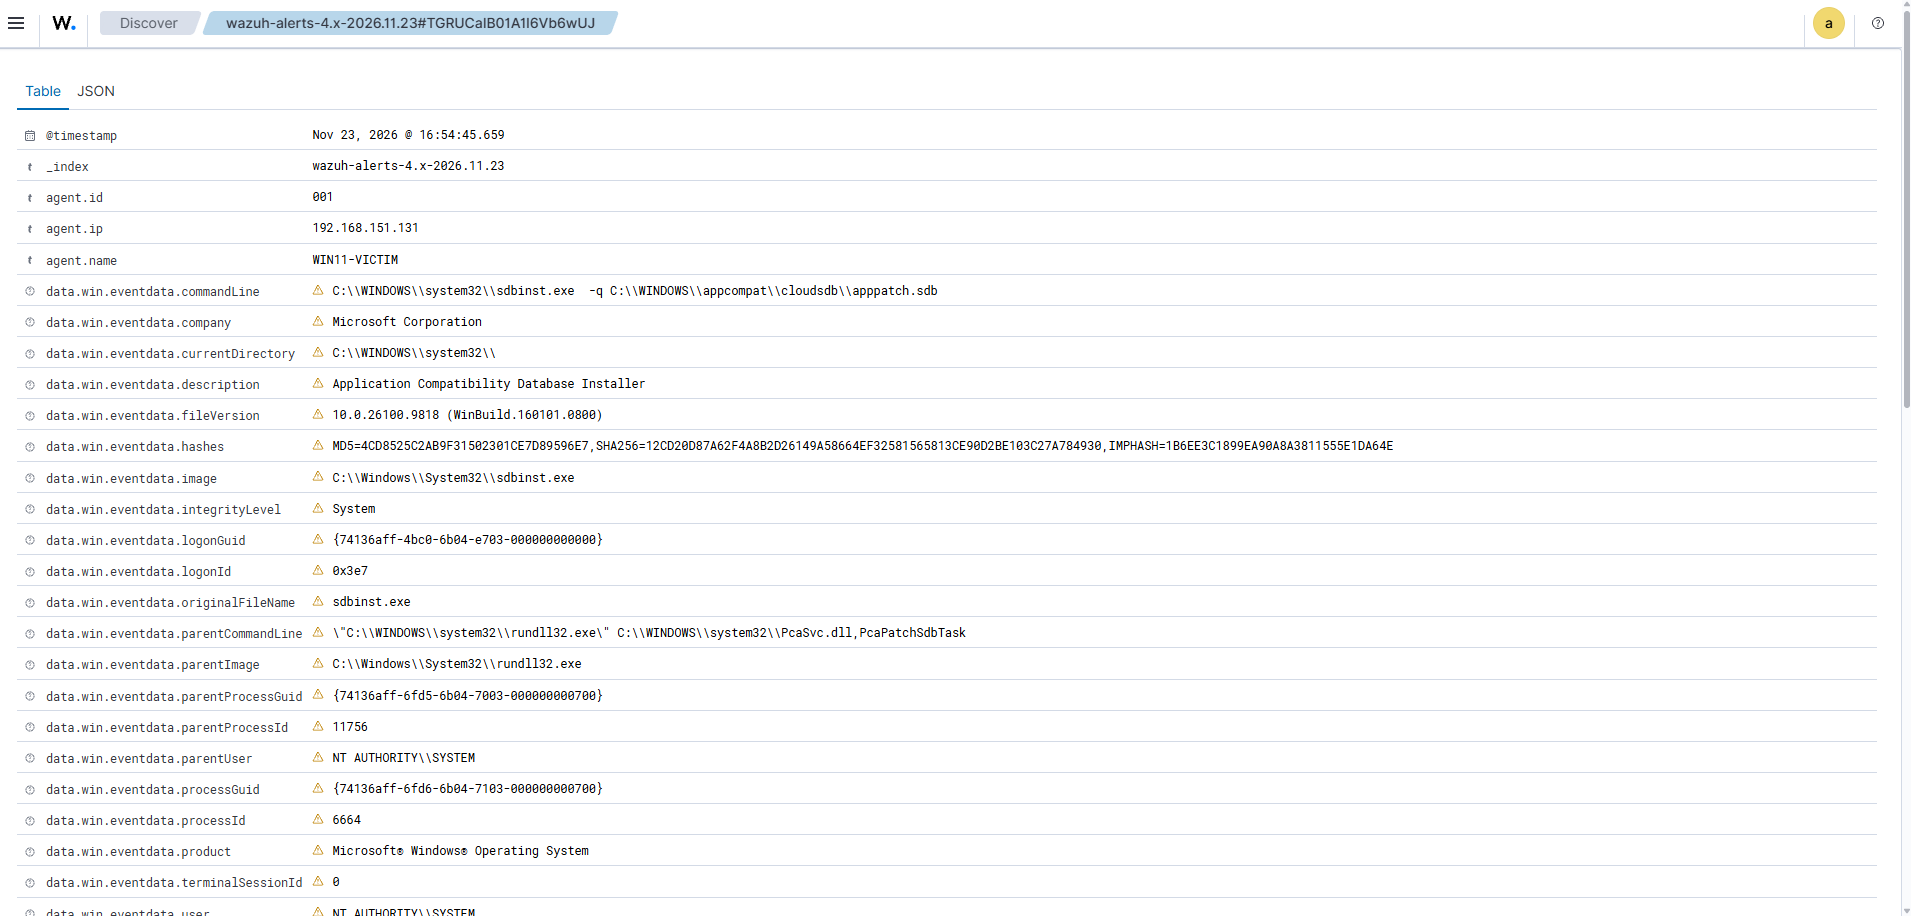 W. Discover wazuh-alerts-4.x-2026.11.23#TGRUCaIB01A1I6Vb6wUJ a
Table JSON
@timestamp Nov 23, 2026 @ 16:54:45.659
t _index wazuh-alerts-4.x-2026.11.23
t agent.id 001
t agent.ip 192.168.151.131
t agent.name WIN11-VICTIM
data.win.eventdata.commandLine C:\\WINDOWS\\system32\\sdbinst.exe  -q C:\\WINDOWS\\appcompat\\cloudsdb\\apppatch.sdb
data.win.eventdata.company Microsoft Corporation
data.win.eventdata.currentDirectory C:\\WINDOWS\\system32\\
data.win.eventdata.description Application Compatibility Database Installer
data.win.eventdata.fileVersion 10.0.26100.9818 (WinBuild.160101.0800)
data.win.eventdata.hashes MD5=4CD8525C2AB9F31502301CE7D89596E7,SHA256=12CD20D87A62F4A8B2D26149A58664EF32581565813CE90D2BE103C27A784930,IMPHASH=1B6EE3C1899EA90A8A3811555E1DA64E
data.win.eventdata.image C:\\Windows\\System32\\sdbinst.exe
data.win.eventdata.integrityLevel System
data.win.eventdata.logonGuid {74136aff-4bc0-6b04-e703-000000000000}
data.win.eventdata.logonId 0x3e7
data.win.eventdata.originalFileName sdbinst.exe
data.win.eventdata.parentCommandLine \"C:\\WINDOWS\\system32\\rundll32.exe\" C:\\WINDOWS\\system32\\PcaSvc.dll,PcaPatchSdbTask
data.win.eventdata.parentImage C:\\Windows\\System32\\rundll32.exe
data.win.eventdata.parentProcessGuid {74136aff-6fd5-6b04-7003-000000000700}
data.win.eventdata.parentProcessId 11756
data.win.eventdata.parentUser NT AUTHORITY\\SYSTEM
data.win.eventdata.processGuid {74136aff-6fd6-6b04-7103-000000000700}
data.win.eventdata.processId 6664
data.win.eventdata.product Microsoft® Windows® Operating System
data.win.eventdata.terminalSessionId 0
data.win.eventdata.user NT AUTHORITY\\SYSTEM